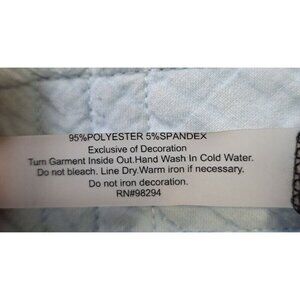 95%POLYESTER 5%SPANDEX
Exclusive of Decoration
Turn Garment Inside Out.Hand Wash In Cold Water.
Do not bleach. Line Dry.Warm iron if necessary.
Do not iron decoration.
RN#98294